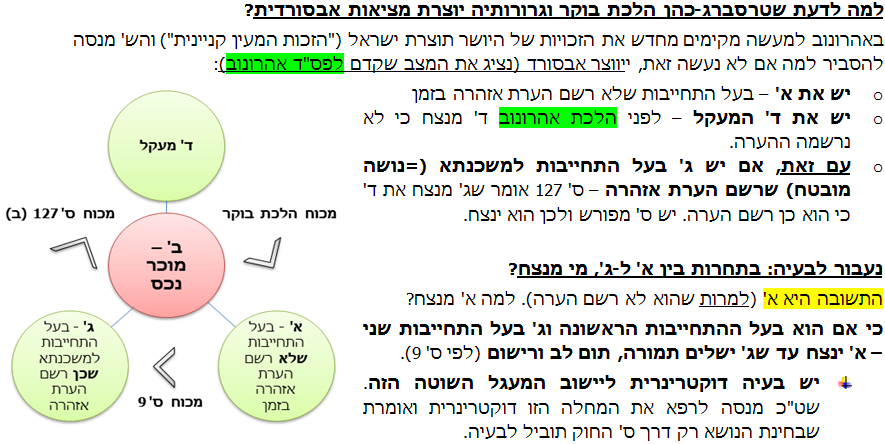 למה לדעת שטרסברג-כהן הלכת בוקר וגרורותיה יוצרת מציאות אבסורדית?
באהרונוב למעשה מקימים מחדש את הזכויות של היושר תוצרת ישראל ("הזכות המעין קניינית") והש' מנסה
להסביר למה אם לא נעשה זאת, ייווצר אבסורד (נציג את המצב שקדם לפס"ד אהרונוב):
o יש את א' – בעל התחייבות שלא רשם הערת אזהרה בזמן
o יש את ד' המעקל – לפני הלכת אהרונוב ד' מנצח כי לא
נרשמה ההערה.
o עם זאת, אם יש ג' בעל התחייבות למשכנתא (=נושה
מובטח) שרשם הערת אזהרה – ס' 127 אומר שג' מנצח את ד'
כי הוא כן רשם הערה. יש ס' מפורש ולכן הוא ינצח.
נעבור לבעיה: בתחרות בין א' ל-ג', מי מנצח?
התשובה היא א' (למרות שהוא לא רשם הערה). למה א' מנצח?
כי אם הוא בעל ההתחייבות הראשונה וג' בעל התחייבות שני
– א' ינצח עד שג' ישלים תמורה, תום לב ורישום (לפי ס' 9).
יש בעיה דוקטרינרית ליישוב המעגל השוטה הזה.
שט"כ מנסה לרפא את המחלה הזו דוקטרינרית ואומרת
שבחינת הנושא רק דרך ס' החוק תוביל לבעיה.
ד' מעקל
מכוח הלכת בוקר
מכוח ס' 127 (ב)
ב' –
מוכר
נכס
א' - בעל
התחייבות
שלא רשם
הערת
אזהרה
בזמן
ג' - בעל
התחייבות
למשכנתא
שכן רשם
הערת
אזהרה
מכוח ס' 9